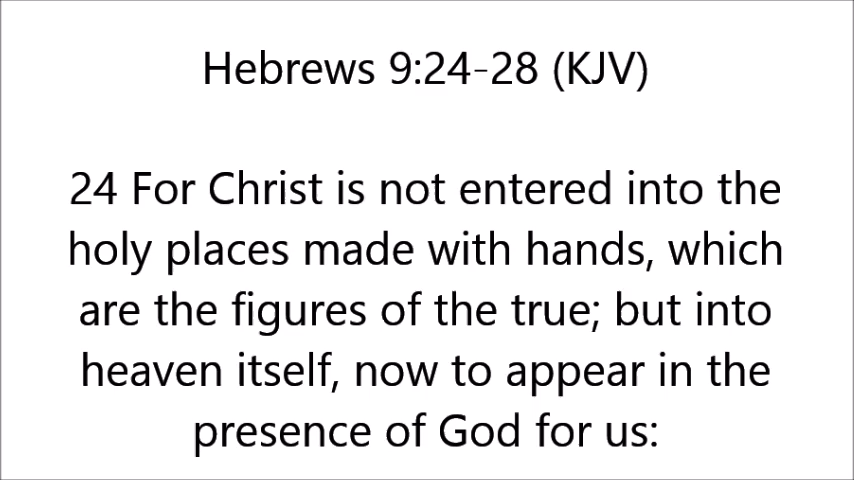 Hebrews 9:24-28 (KJV)
24 For Christ is not entered into the
holy places made with hands, which
are the figures of the true; but into
heaven itself, now to appear in the
presence of God for us: